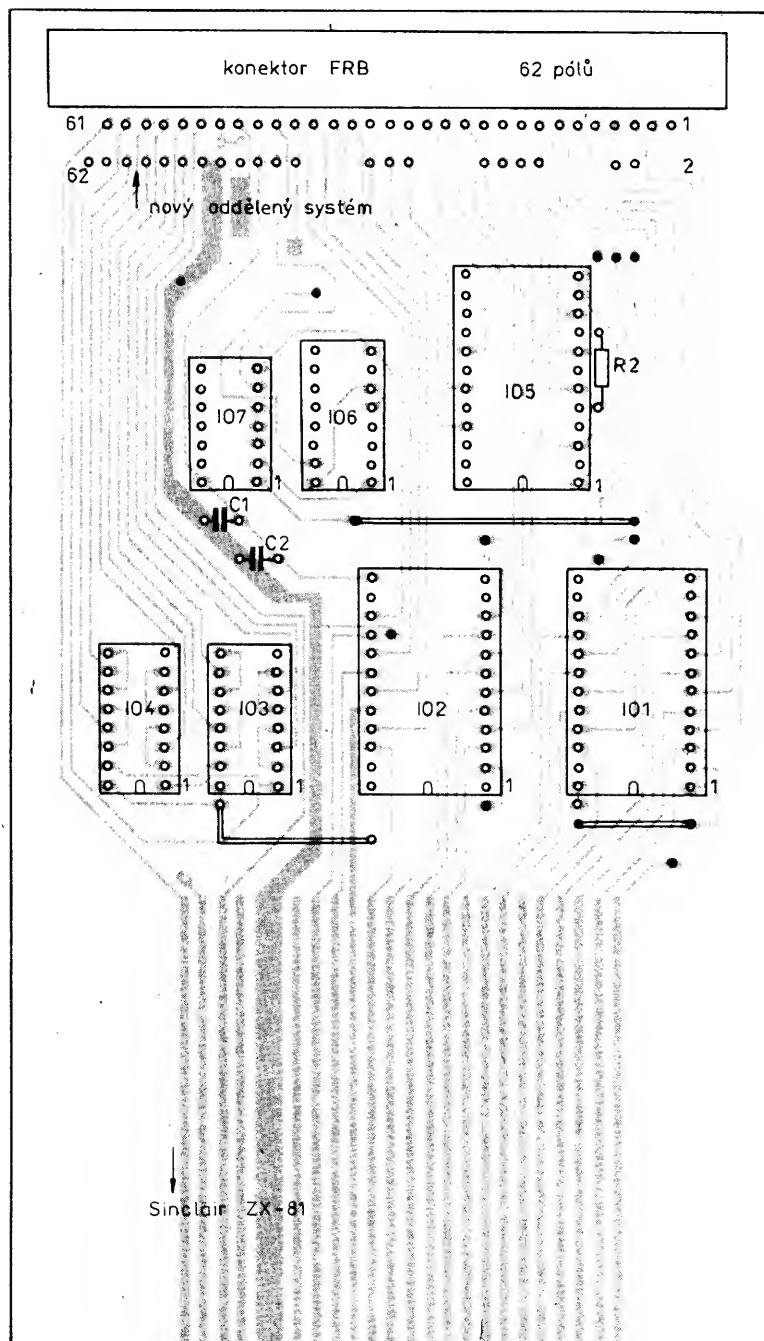 konektor FRB 62 pólů
61 1
62 2
nový oddělený systém
IO5 R2
IO7 IO6
1 1 1
C1
C2
IO4 IO3 IO2 IO1
1 1 1 1
Sinclair ZX-81